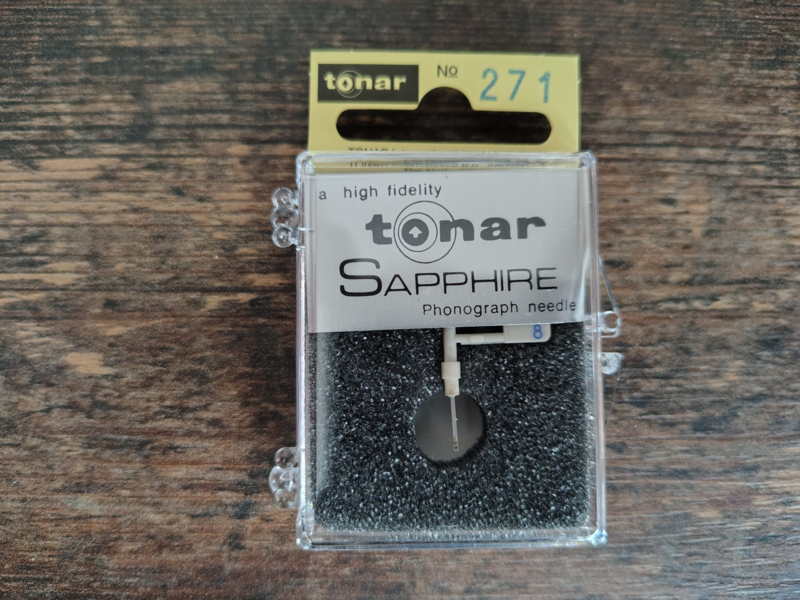 tonar No 271
a high fidelity
tonar
SAPPHIRE
Phonograph needle
8